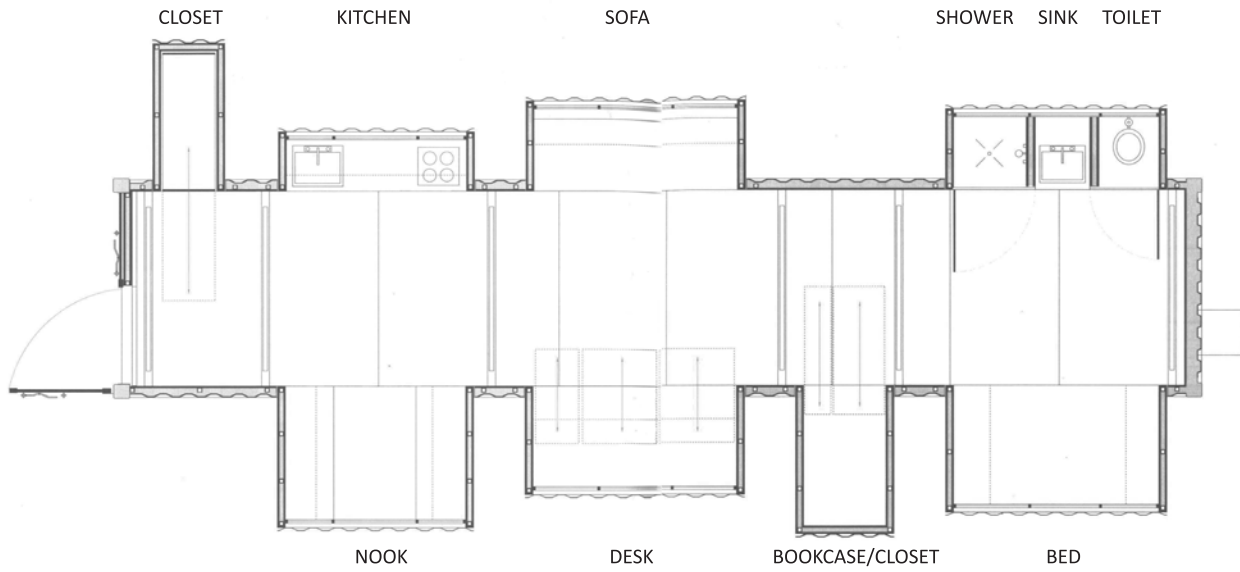 CLOSET KITCHEN SOFA SHOWER SINK TOILET
NOOK DESK BOOKCASE/CLOSET BED